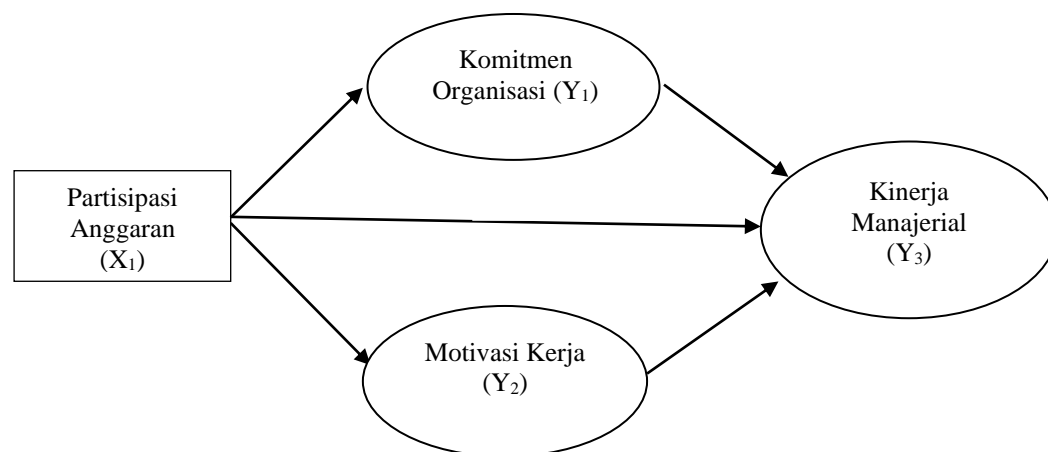 Komitmen
Organisasi (Y₁)
Partisipasi
Anggaran
(X₁)
Kinerja
Manajerial
(Y₃)
Motivasi Kerja
(Y₂)